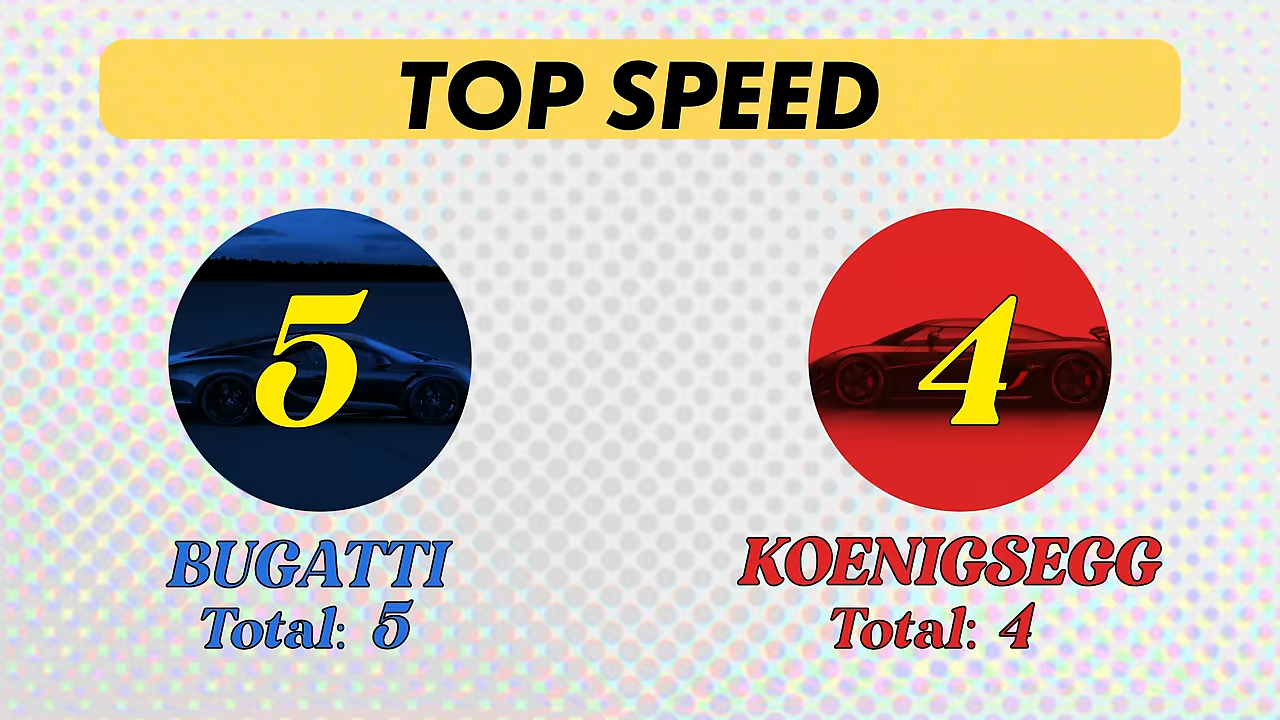 TOP SPEED
5
4
BUGATTI
Total: 5
KOENIGSEGG
Total: 4